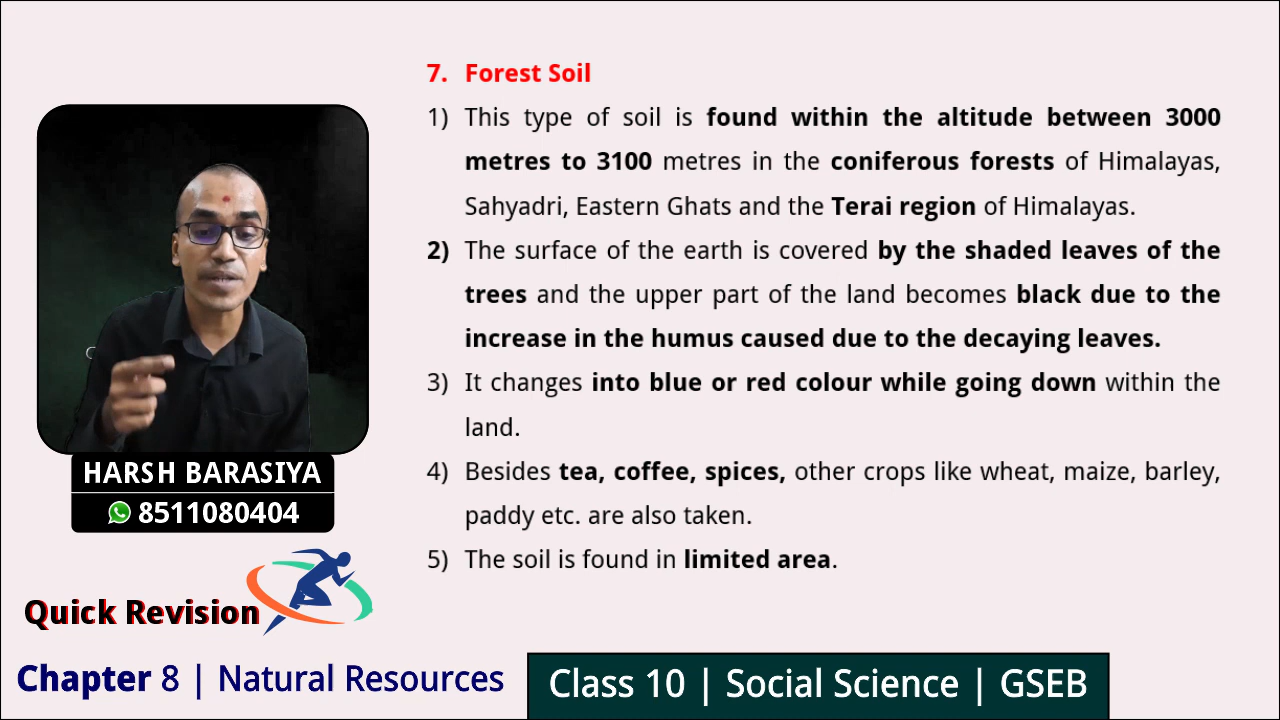 7. Forest Soil
1) This type of soil is found within the altitude between 3000
metres to 3100 metres in the coniferous forests of Himalayas,
Sahyadri, Eastern Ghats and the Terai region of Himalayas.
2) The surface of the earth is covered by the shaded leaves of the
trees and the upper part of the land becomes black due to the
increase in the humus caused due to the decaying leaves.
3) It changes into blue or red colour while going down within the
land.
4) Besides tea, coffee, spices, other crops like wheat, maize, barley,
paddy etc. are also taken.
5) The soil is found in limited area.
HARSH BARASIYA
8511080404
Quick Revision
Chapter 8 | Natural Resources
Class 10 | Social Science | GSEB